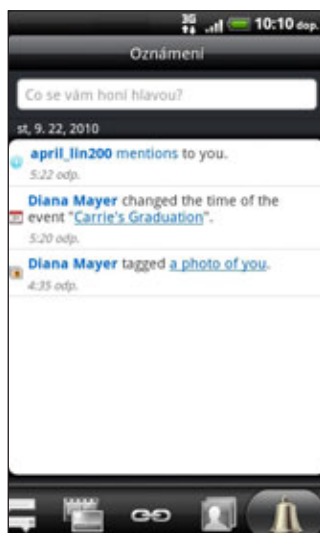 3G 10:10 dop.
Oznámení
Co se vám honí hlavou?
st, 9. 22, 2010
april_lin200 mentions to you.
5:22 odp.
Diana Mayer changed the time of the
event "Carrie's Graduation".
5:20 odp.
Diana Mayer tagged a photo of you.
4:35 odp.